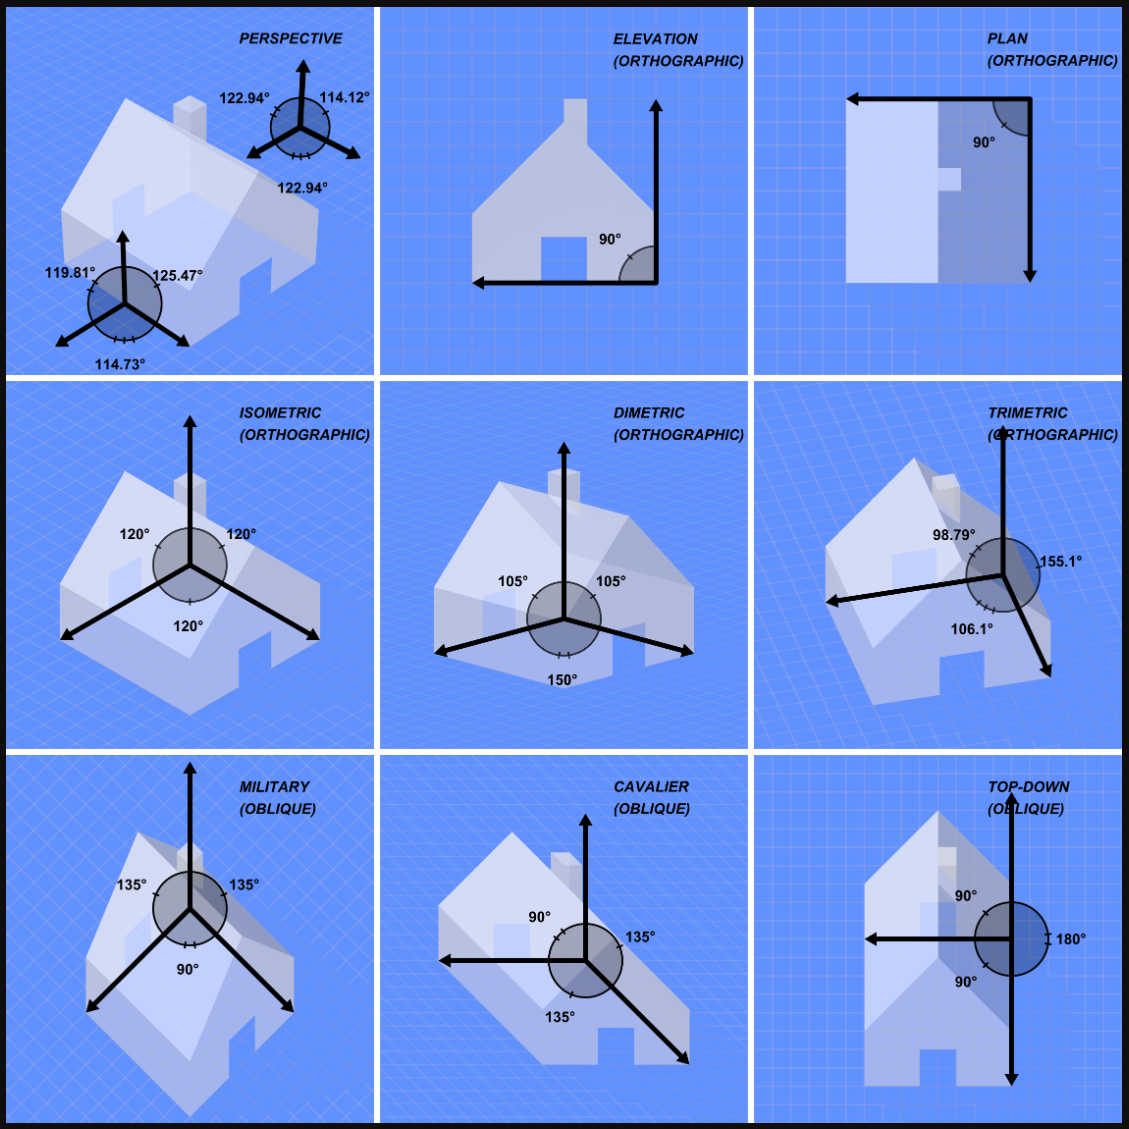 PERSPECTIVE
122.94°
114.12°
122.94°
119.81°
125.47°
114.73°
ELEVATION
(ORTHOGRAPHIC)
90°
PLAN
(ORTHOGRAPHIC)
90°
ISOMETRIC
(ORTHOGRAPHIC)
120°
120°
120°
DIMETRIC
(ORTHOGRAPHIC)
105°
105°
150°
TRIMETRIC
(ORTHOGRAPHIC)
98.79°
155.1°
106.1°
MILITARY
(OBLIQUE)
135°
135°
90°
CAVALIER
(OBLIQUE)
90°
135°
135°
TOP-DOWN
(OBLIQUE)
90°
180°
90°